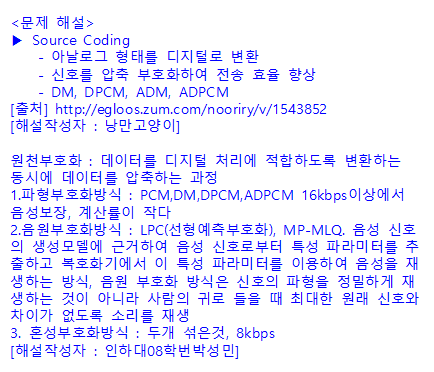 <문제 해설>
▶ Source Coding
- 아날로그 형태를 디지털로 변환
- 신호를 압축 부호화하여 전송 효율 향상
- DM, DPCM, ADM, ADPCM
[출처] http://egloos.zum.com/nooriry/v/1543852
[해설작성자 : 낭만고양이]
원천부호화 : 데이터를 디지털 처리에 적합하도록 변환하는
동시에 데이터를 압축하는 과정
1.파형부호화방식 : PCM,DM,DPCM,ADPCM 16kbps이상에서
음성보장, 계산률이 작다
2.음원부호화방식 : LPC(선형예측부호화), MP-MLQ. 음성 신호
의 생성모델에 근거하여 음성 신호로부터 특성 파라미터를 추
출하고 복호화기에서 이 특성 파라미터를 이용하여 음성을 재
생하는 방식, 음원 부호화 방식은 신호의 파형을 정밀하게 재
생하는 것이 아니라 사람의 귀로 들을 때 최대한 원래 신호와
차이가 없도록 소리를 재생
3. 혼성부호화방식 : 두개 섞은것, 8kbps
[해설작성자 : 인하대08학번박성민]